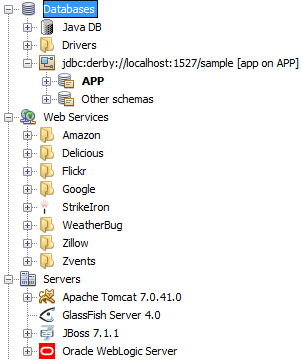 Databases
Java DB
Drivers
jdbc:derby://localhost:1527/sample [app on APP]
APP
Other schemas
Web Services
Amazon
Delicious
Flickr
Google
StrikeIron
WeatherBug
Zillow
Zvents
Servers
Apache Tomcat 7.0.41.0
GlassFish Server 4.0
JBoss 7.1.1
Oracle WebLogic Server